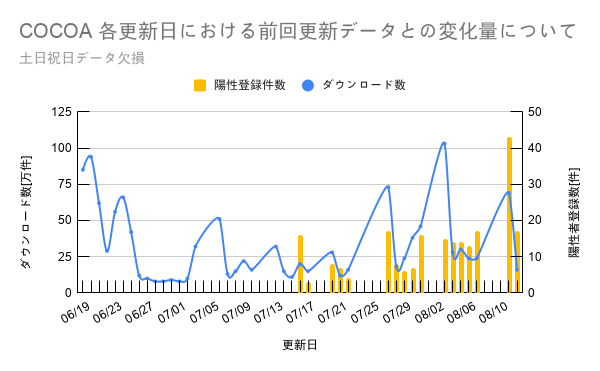 COCOA 各更新日における前回更新データとの変化量について
土日祝日データ欠損
陽性登録件数 ダウンロード数
125 50
100 40
75 30
50 20
25 10
0 0
ダウンロード数[万件]
陽性者登録数[件]
06/19 06/23 06/27 07/01 07/05 07/09 07/13 07/17 07/21 07/25 07/29 08/02 08/06 08/10
更新日